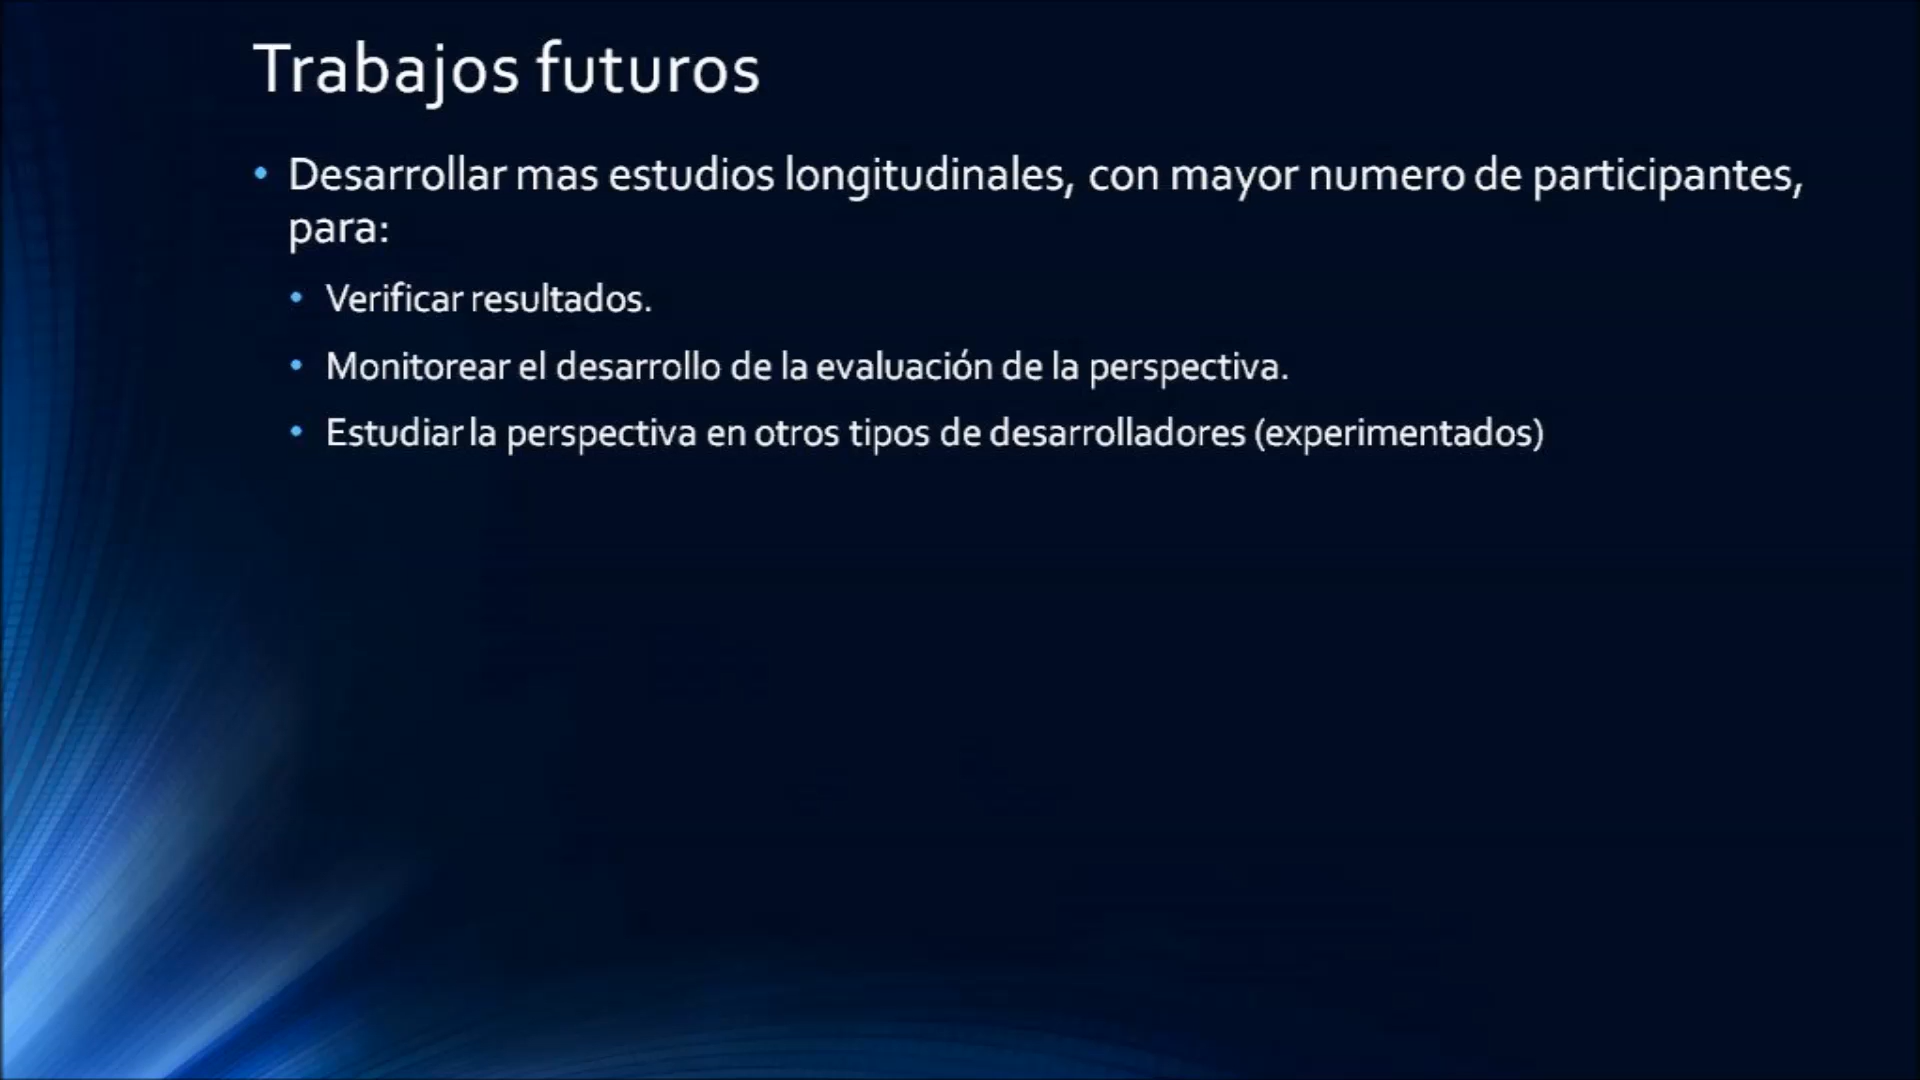 Trabajos futuros
• Desarrollar mas estudios longitudinales, con mayor numero de participantes,
para:
• Verificar resultados.
• Monitorear el desarrollo de la evaluación de la perspectiva.
• Estudiar la perspectiva en otros tipos de desarrolladores (experimentados)